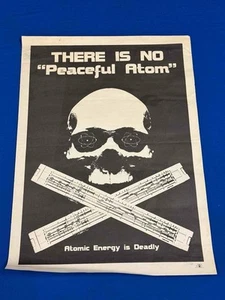 THERE IS NO
"Peaceful Atom"
Atomic Energy is Deadly